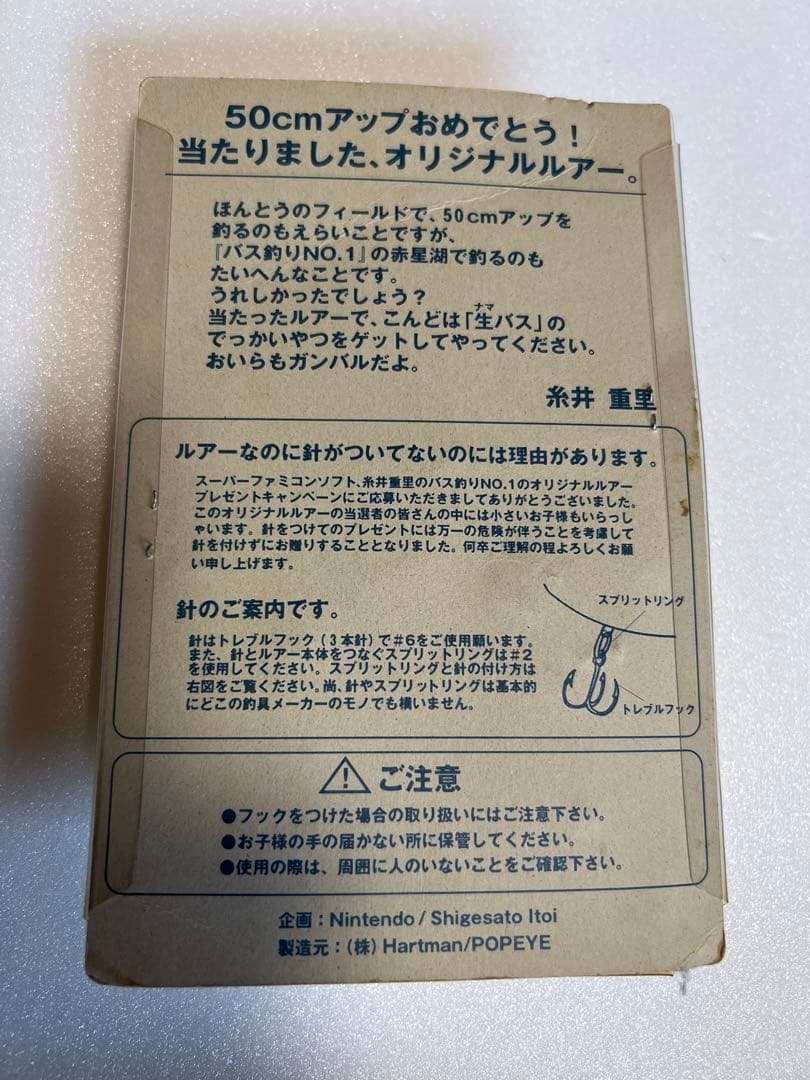 50cmアップおめでとう！
当たりました、オリジナルルアー。
ほんとうのフィールドで、50cmアップを
釣るのもえらいことですが、
『バス釣りNO.1』の赤星湖で釣るのも
たいへんなことです。
うれしかったでしょう？
ナマ
当たったルアーで、こんどは「生バス」の
でっかいやつをゲットしてやってください。
おいらもガンバルだよ。
糸井 重里
ルアーなのに針がついてないのには理由があります。
スーパーファミコンソフト、糸井重里のバス釣りNO.1のオリジナルルアー
プレゼントキャンペーンにご応募いただきましてありがとうございました。
このオリジナルルアーの当選者の皆さんの中には小さいお子様もいらっし
ゃいます。針をつけてのプレゼントには万一の危険が伴うことを考慮して
針を付けずにお贈りすることとなりました。何卒ご理解の程よろしくお願
い申し上げます。
針のご案内です。
針はトレブルフック（3本針）で#6をご使用願います。
また、針とルアー本体をつなぐスプリットリングは#2
を使用してください。スプリットリングと針の付け方は
右図をご覧ください。尚、針やスプリットリングは基本的
にどこの釣具メーカーのモノでも構いません。
スプリットリング
トレブルフック
ご注意
●フックをつけた場合の取り扱いにはご注意下さい。
●お子様の手の届かない所に保管してください。
●使用の際は、周囲に人のいないことをご確認下さい。
企画：Nintendo / Shigesato Itoi
製造元：(株) Hartman/POPEYE